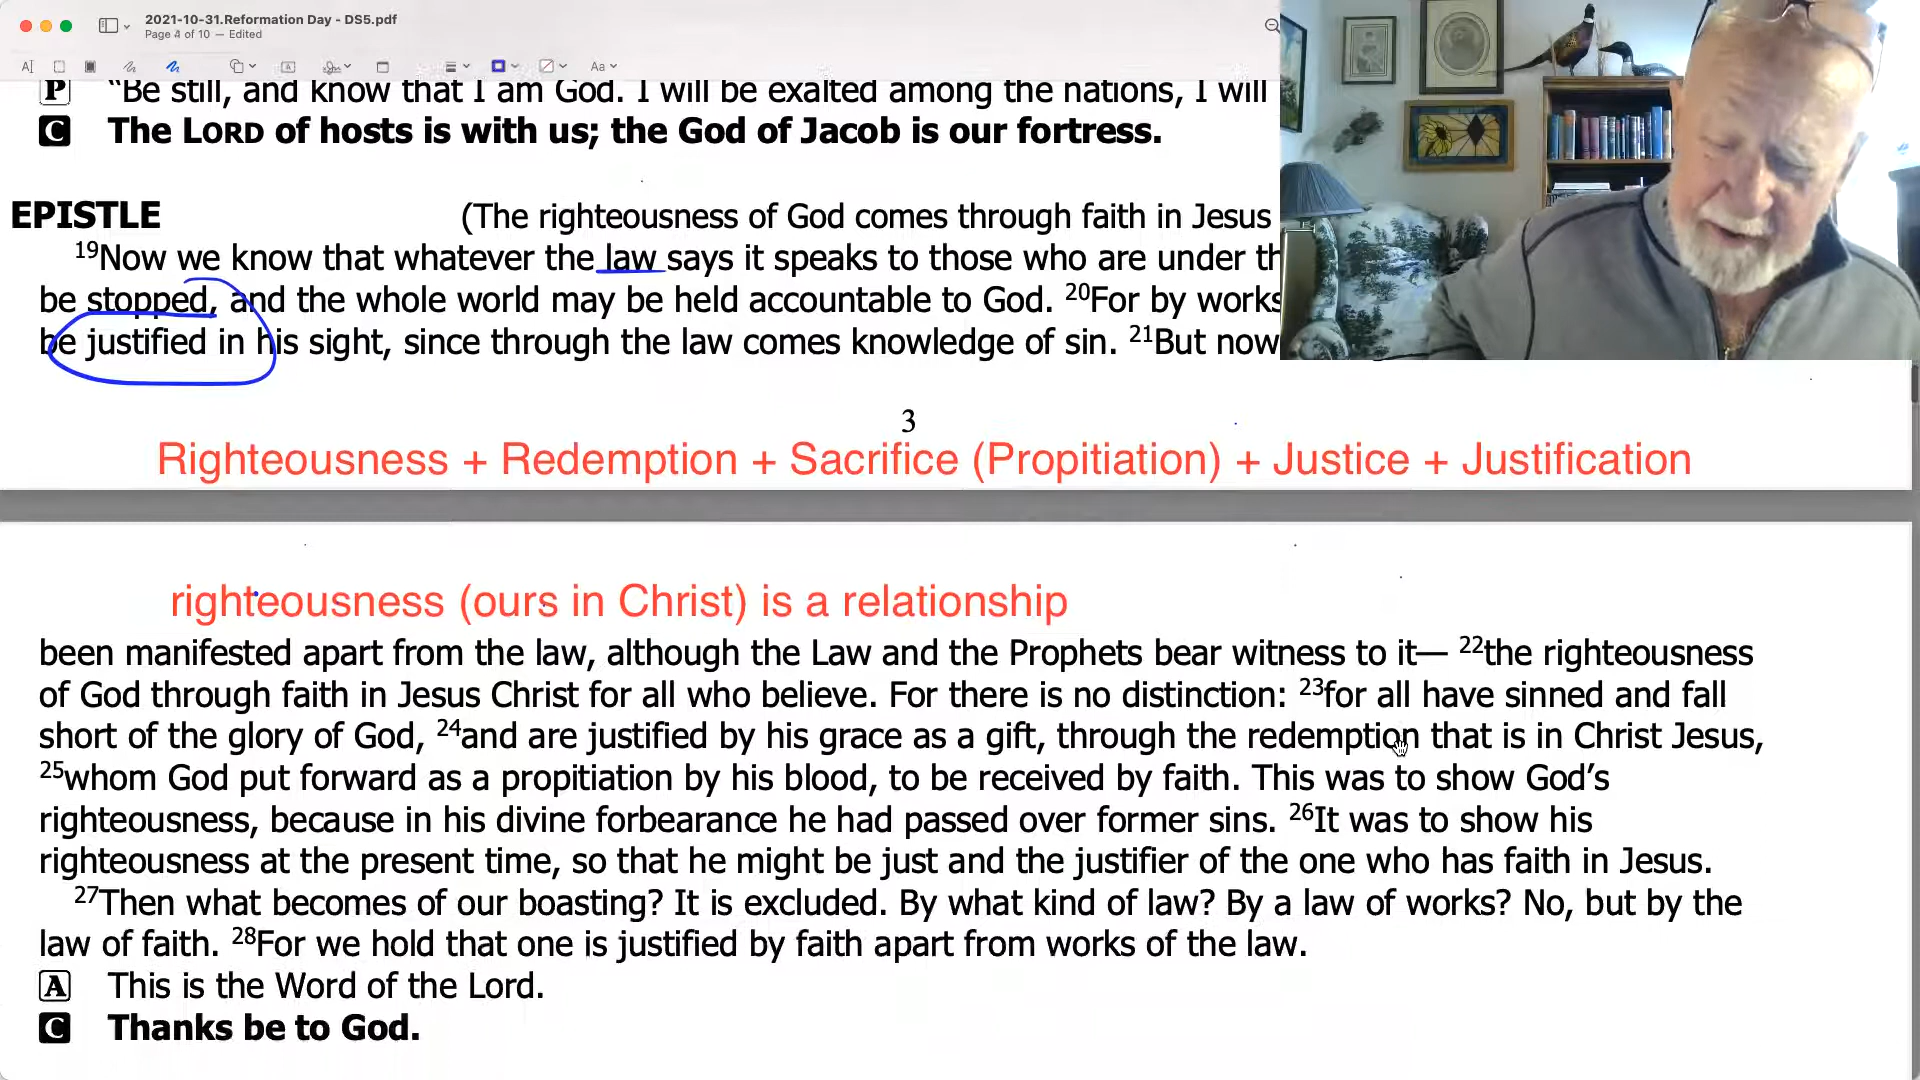 2021-10-31.Reformation Day - DS5.pdf
Page 4 of 10 — Edited
Aa
P "Be still, and know that I am God. I will be exalted among the nations, I will
C The LORD of hosts is with us; the God of Jacob is our fortress.
EPISTLE (The righteousness of God comes through faith in Jesus
19Now we know that whatever the law says it speaks to those who are under th
be stopped, and the whole world may be held accountable to God. 20For by works
be justified in his sight, since through the law comes knowledge of sin. 21But now
3
Righteousness + Redemption + Sacrifice (Propitiation) + Justice + Justification
righteousness (ours in Christ) is a relationship
been manifested apart from the law, although the Law and the Prophets bear witness to it— 22the righteousness
of God through faith in Jesus Christ for all who believe. For there is no distinction: 23for all have sinned and fall
short of the glory of God, 24and are justified by his grace as a gift, through the redemption that is in Christ Jesus,
25whom God put forward as a propitiation by his blood, to be received by faith. This was to show God's
righteousness, because in his divine forbearance he had passed over former sins. 26It was to show his
righteousness at the present time, so that he might be just and the justifier of the one who has faith in Jesus.
27Then what becomes of our boasting? It is excluded. By what kind of law? By a law of works? No, but by the
law of faith. 28For we hold that one is justified by faith apart from works of the law.
A This is the Word of the Lord.
C Thanks be to God.